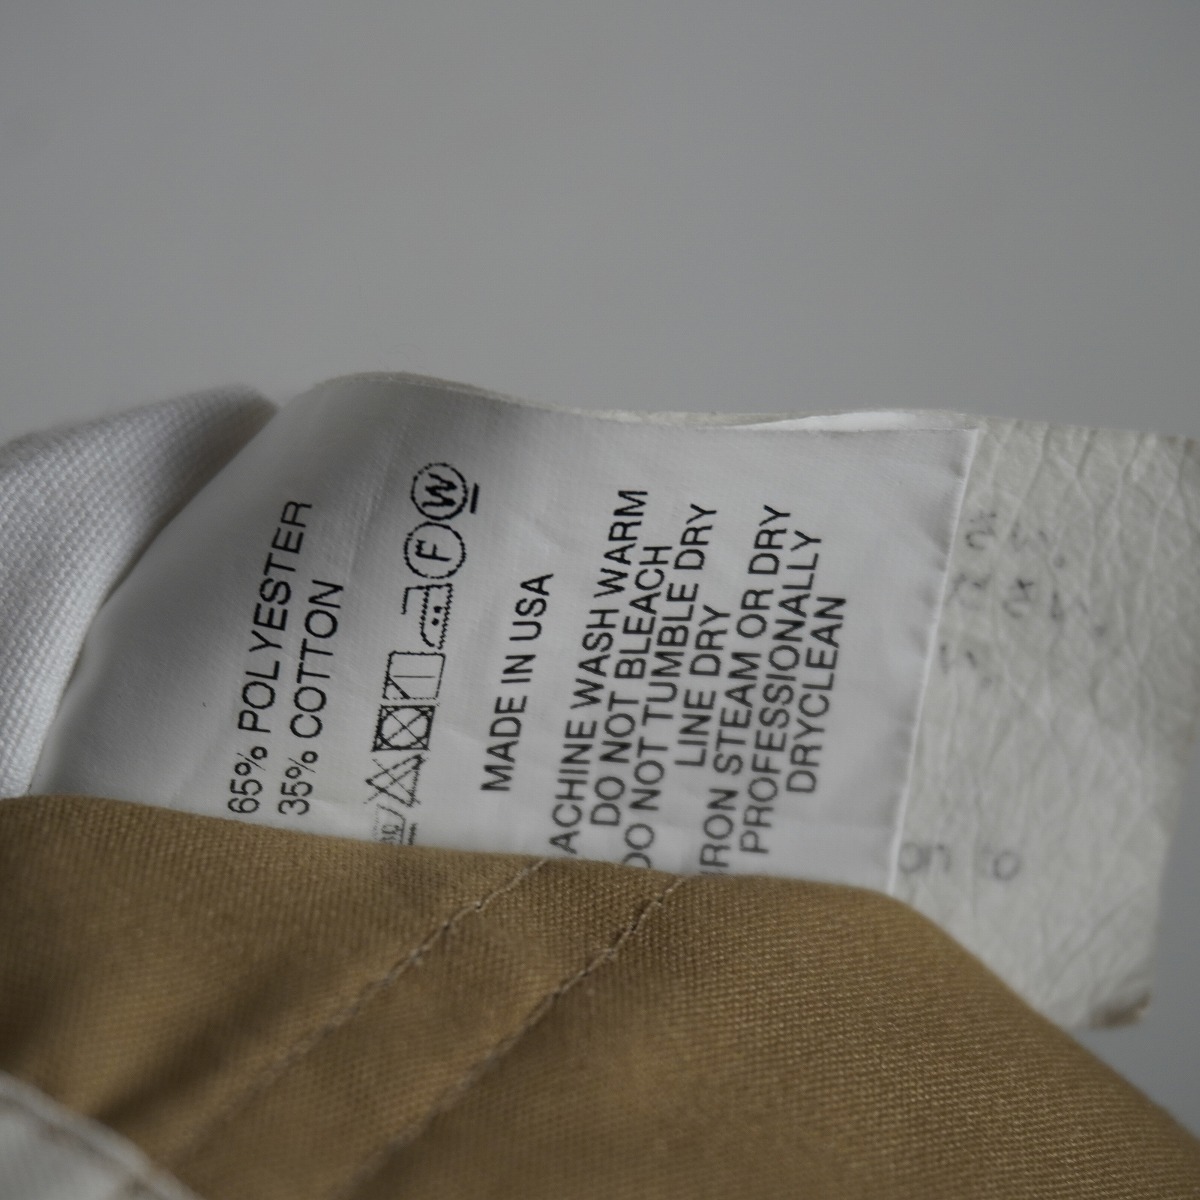 65% POLYESTER
35% COTTON
F W
MADE IN USA
ACHINE WASH WARM
DO NOT BLEACH
DO NOT TUMBLE DRY
LINE DRY
IRON STEAM OR DRY
PROFESSIONALLY
DRYCLEAN